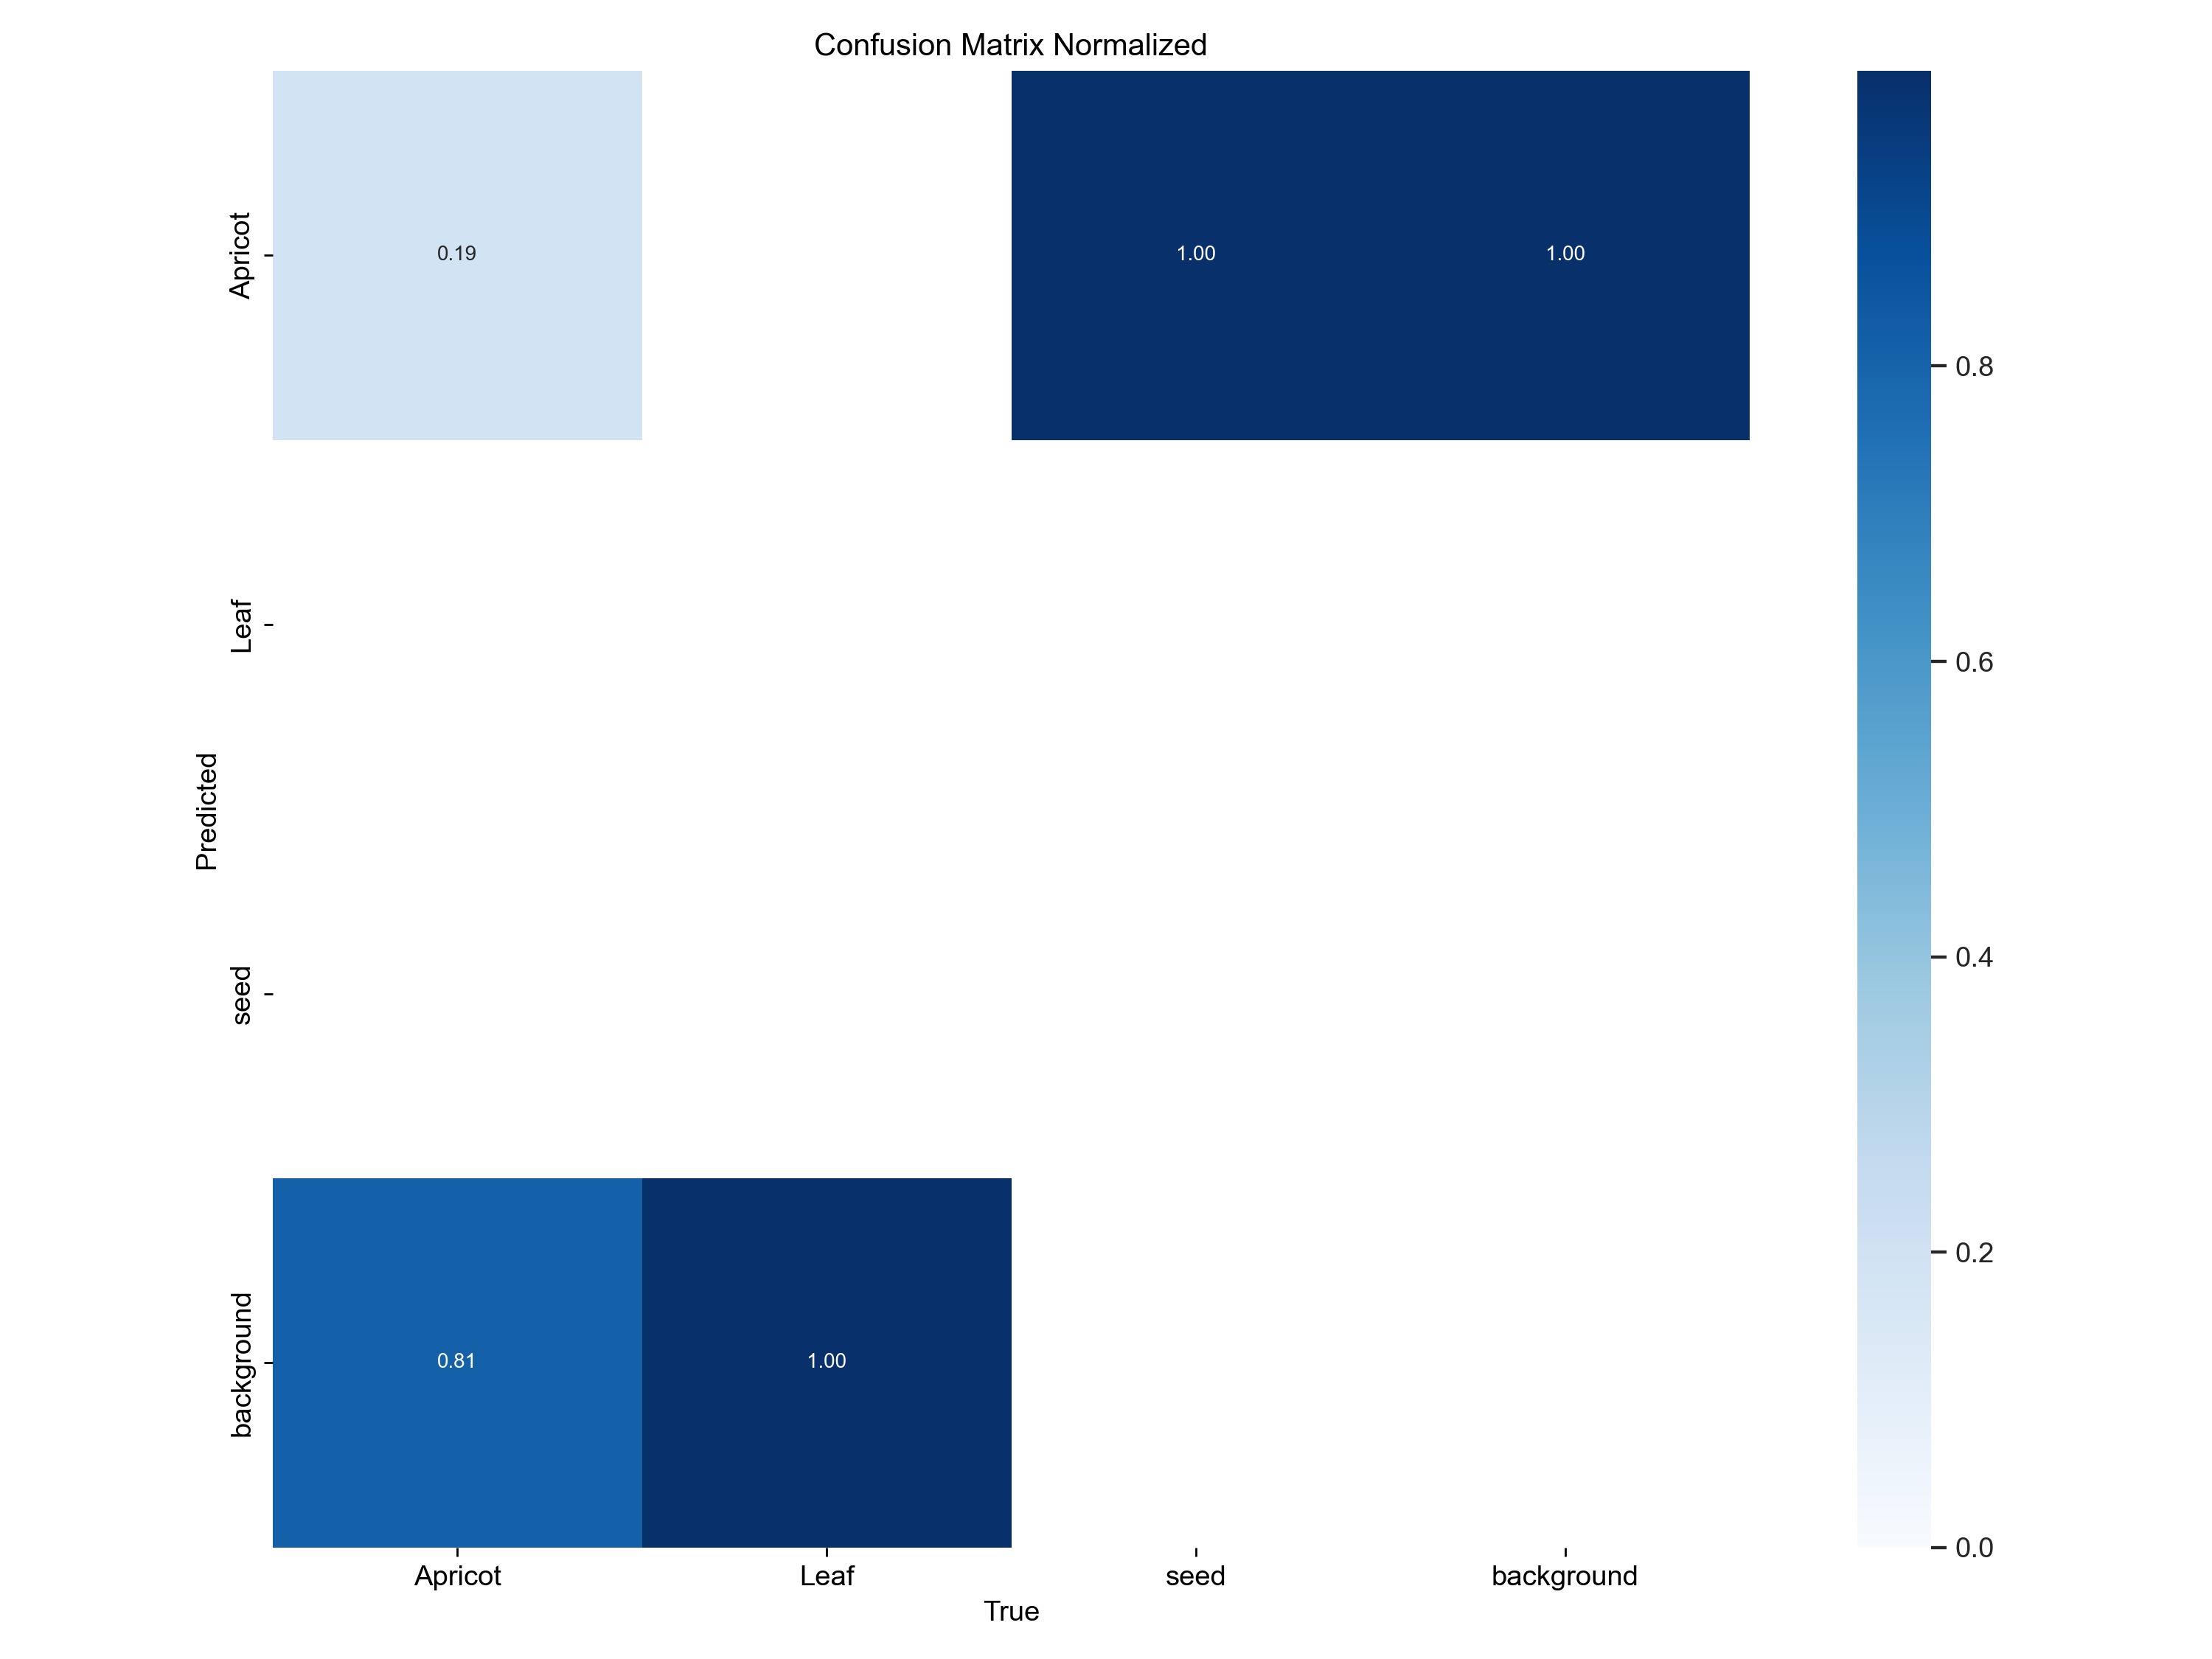 Confusion Matrix Normalized
Apricot
Leaf
seed
background
Predicted
0.19
1.00
1.00
0.81
1.00
Apricot
Leaf
seed
background
True
0.8
0.6
0.4
0.2
0.0